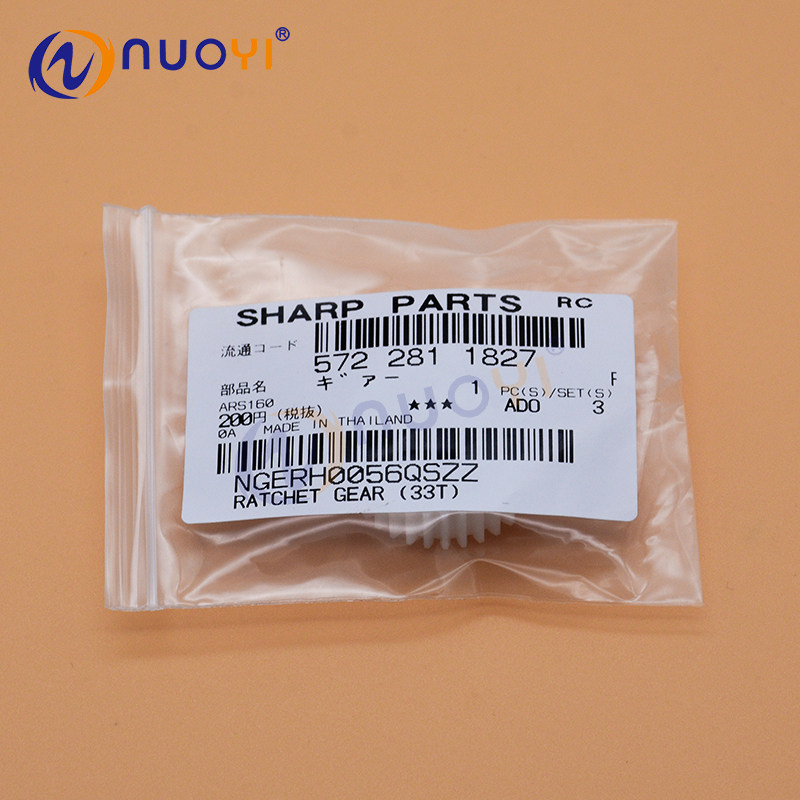 NUOYI®
SHARP PARTS RC
流通コード
572 281 1827
部品名 ギアー F
ARS160 1 PC(S)/SET(S)
200円(税抜) ★★★ ADO 3
0A MADE IN THAILAND
NGERH0056QSZZ
RATCHET GEAR (33T)
NUOYI